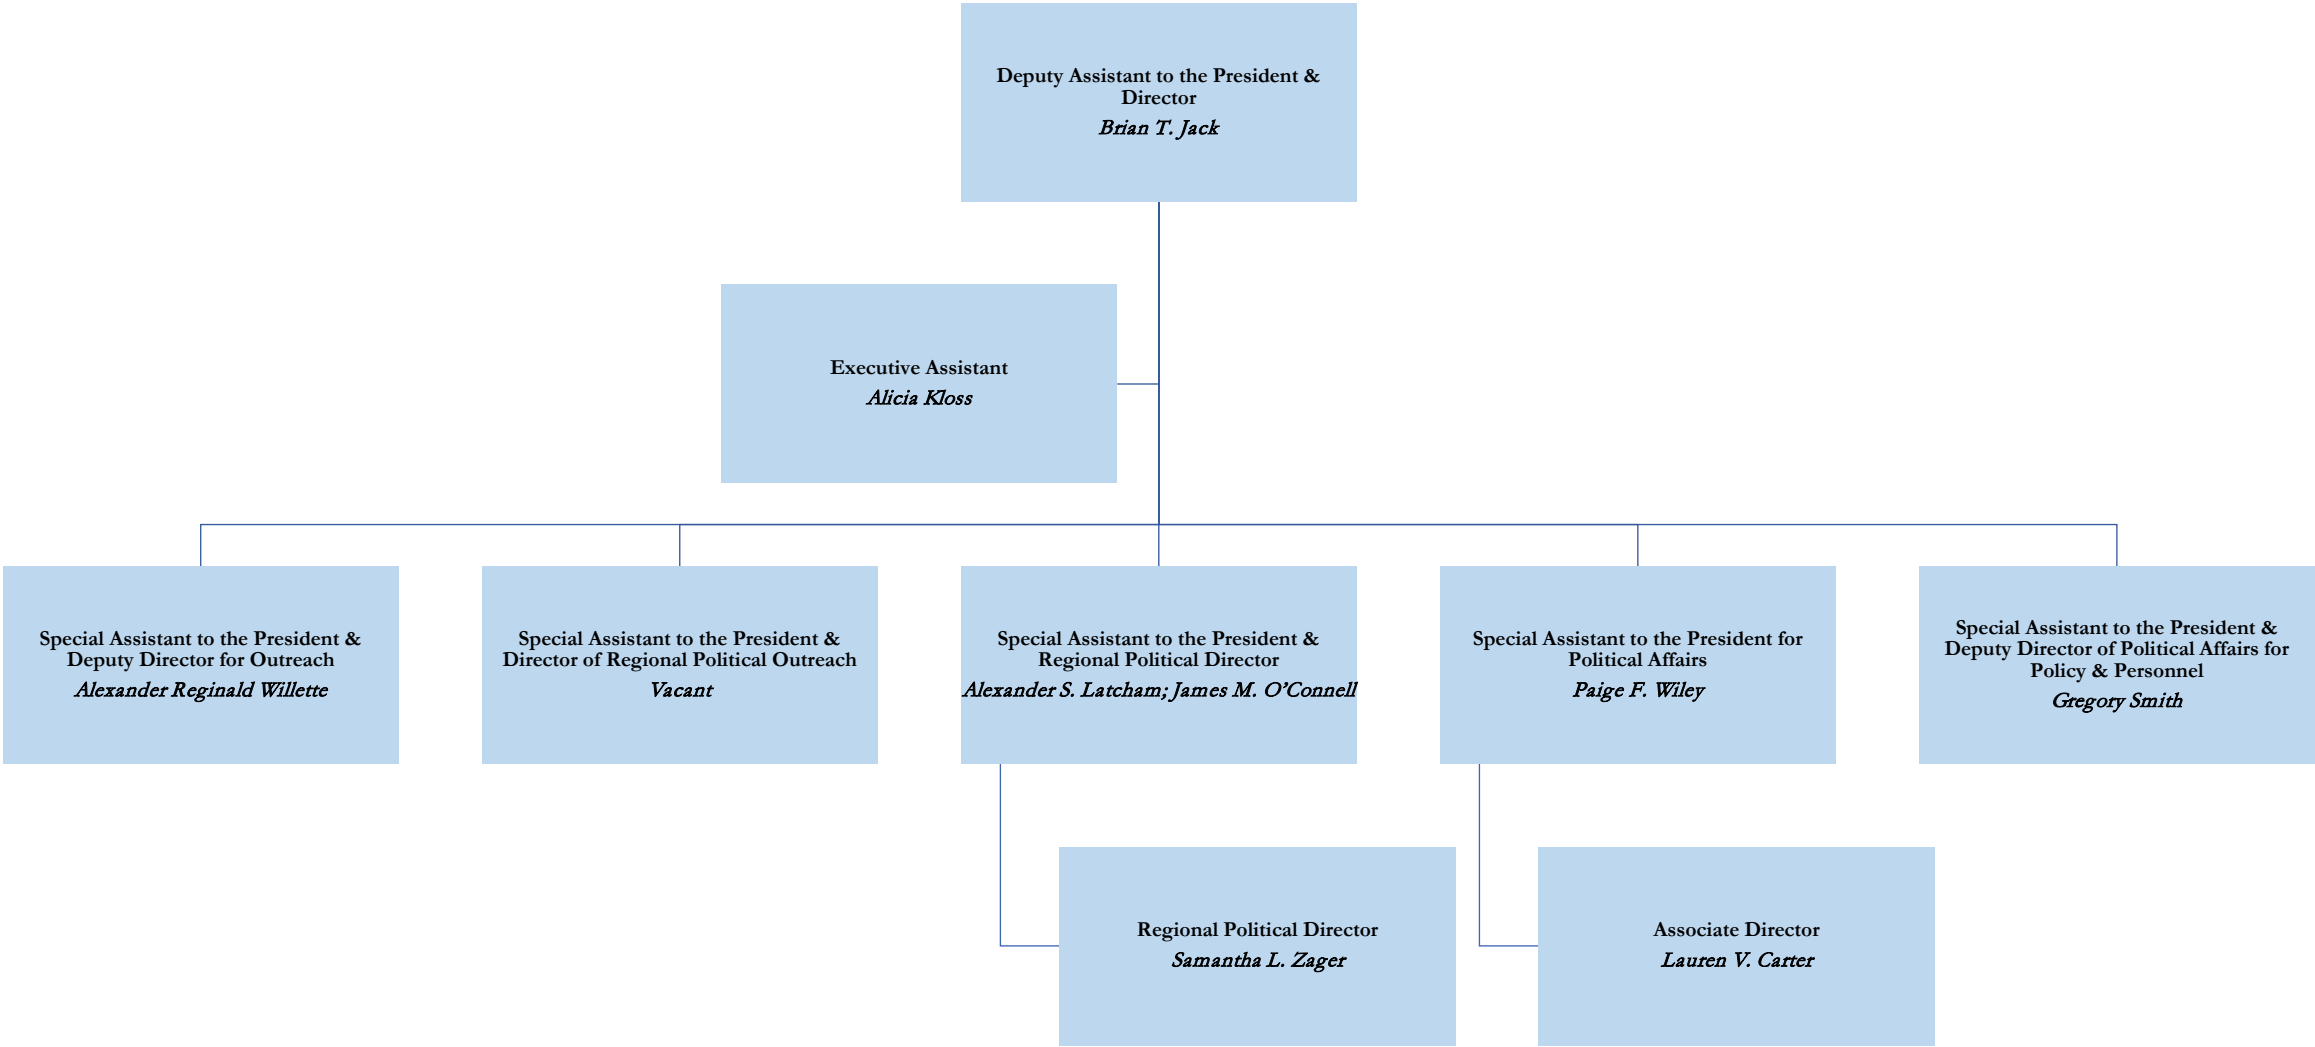 Deputy Assistant to the President &
Director
Brian T. Jack
Executive Assistant
Alicia Kloss
Special Assistant to the President &
Deputy Director for Outreach
Alexander Reginald Willette
Special Assistant to the President &
Director of Regional Political Outreach
Vacant
Special Assistant to the President &
Regional Political Director
Alexander S. Latcham; James M. O’Connell
Special Assistant to the President for
Political Affairs
Paige F. Wiley
Special Assistant to the President &
Deputy Director of Political Affairs for
Policy & Personnel
Gregory Smith
Regional Political Director
Samantha L. Zager
Associate Director
Lauren V. Carter